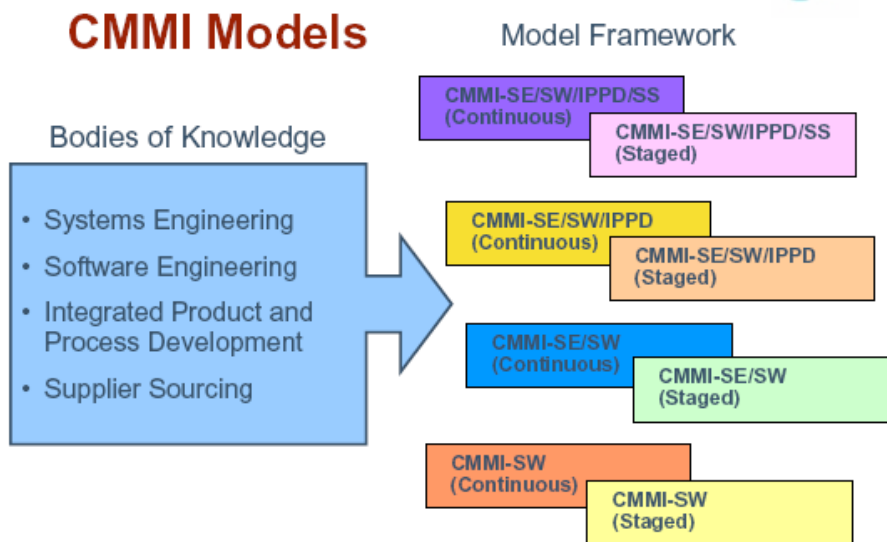 CMMI Models
Model Framework
Bodies of Knowledge
• Systems Engineering
• Software Engineering
• Integrated Product and
Process Development
• Supplier Sourcing
CMMI-SE/SW/IPPD/SS
(Continuous)
CMMI-SE/SW/IPPD/SS
(Staged)
CMMI-SE/SW/IPPD
(Continuous)
CMMI-SE/SW/IPPD
(Staged)
CMMI-SE/SW
(Continuous)
CMMI-SE/SW
(Staged)
CMMI-SW
(Continuous)
CMMI-SW
(Staged)